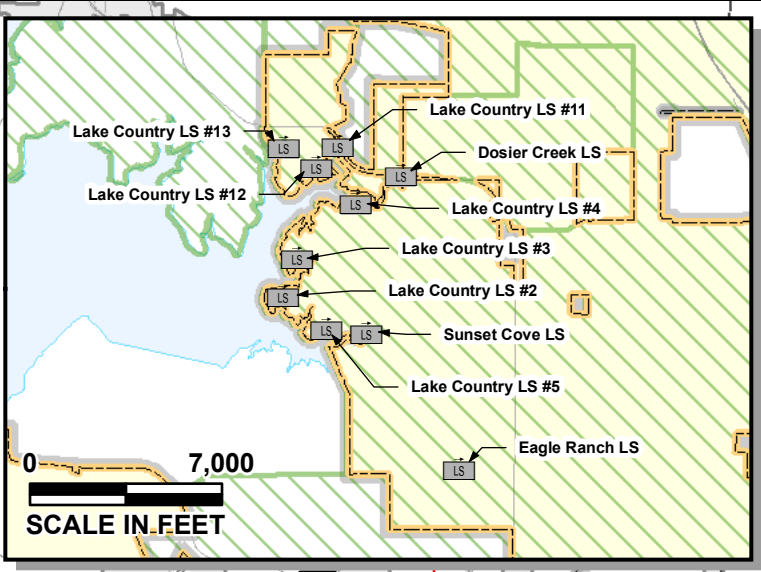 Lake Country LS #11
Lake Country LS #13
LS
LS
Dosier Creek LS
LS
LS
Lake Country LS #12
LS
Lake Country LS #4
Lake Country LS #3
LS
Lake Country LS #2
LS
LS
LS
Sunset Cove LS
Lake Country LS #5
Eagle Ranch LS
LS
0 7,000
SCALE IN FEET